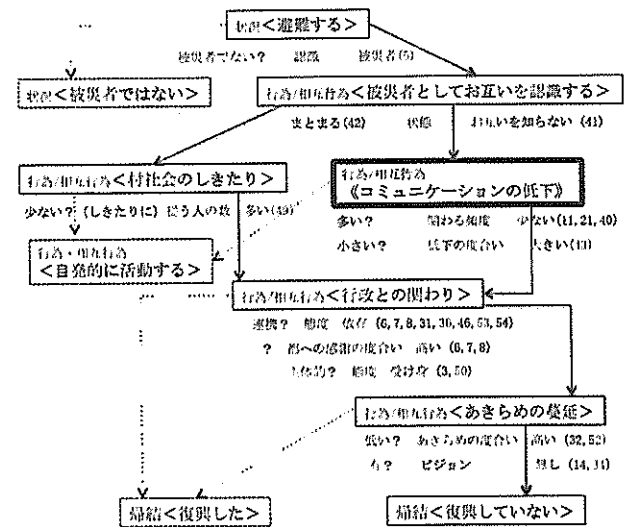 状況＜避難する＞
被災者でない？ 認識 被災者(5)
状況＜被災者ではない＞
行為/相互行為＜被災者としてお互いを認識する＞
まとまる(42) 状態 お互いを知らない (41)
行為/相互行為＜村社会のしきたり＞
行為/相互行為
《コミュニケーションの低下》
少ない？ (しきたりに) 従う人の数 多い(49)
多い？ 関わる頻度 少ない(11, 21, 40)
小さい？ 低下の度合い 大きい(43)
行為・相互行為
＜自発的に活動する＞
行為/相互行為＜行政との関わり＞
連携？ 態度 依存 (6, 7, 8, 31, 36, 46, 53, 54)
？ 都への感謝の度合い 高い (6, 7, 8)
主体的？ 態度 受け身 (3, 50)
行為/相互行為＜あきらめの蔓延＞
低い？ あきらめの度合い 高い (32, 52)
有？ ビジョン 無し (14, 34)
帰結＜復興した＞
帰結＜復興していない＞